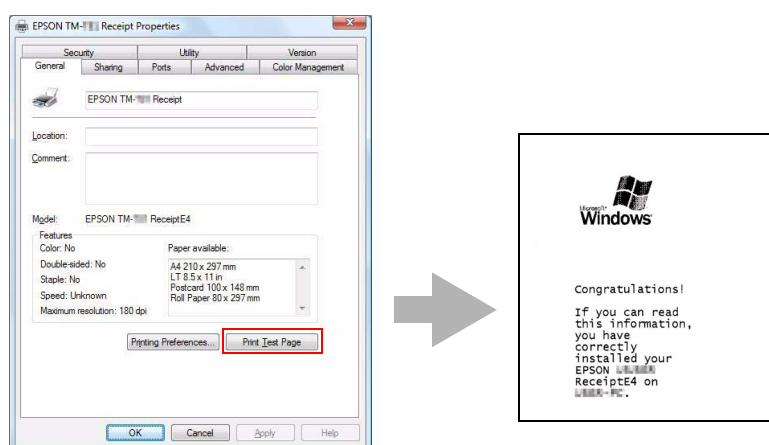 EPSON TM- Receipt Properties
Security Utility Version
General Sharing Ports Advanced Color Management
EPSON TM- Receipt
Location:
Comment:
Model: EPSON TM- ReceiptE4
Features
Color: No
Paper available:
Double-sided: No
A4 210 x 297 mm
Staple: No
LT 8.5 x 11 in
Postcard 100 x 148 mm
Speed: Unknown
Roll Paper 80 x 297 mm
Maximum resolution: 180 dpi
Printing Preferences... Print Test Page
OK Cancel Apply Help
Microsoft
Windows
Congratulations!
If you can read
this information,
you have
correctly
installed your
EPSON
ReceiptE4 on